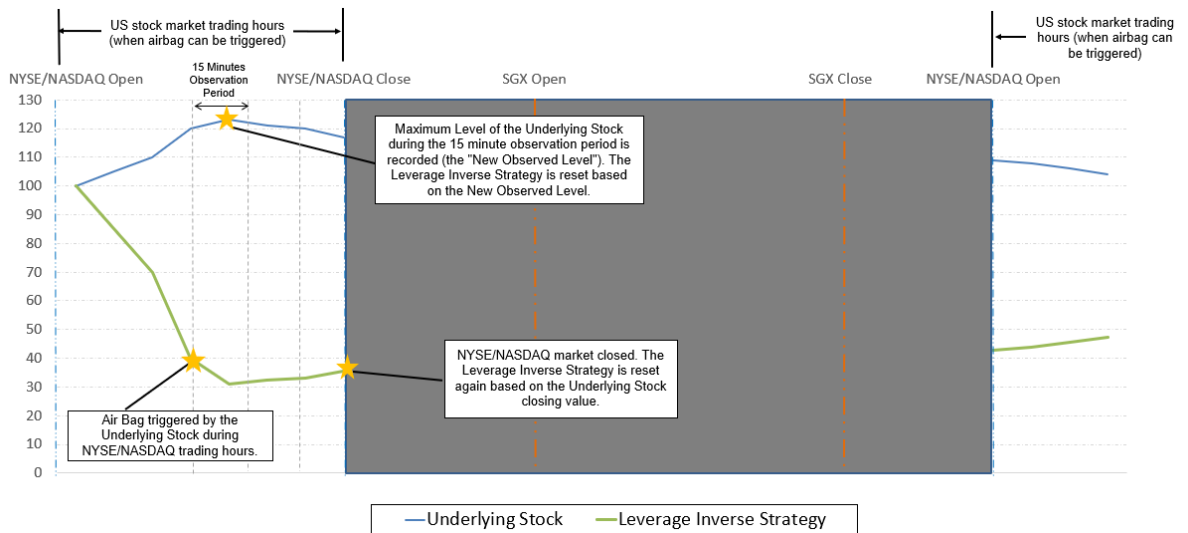 US stock market trading hours
(when airbag can be triggered)
US stock market trading
hours (when airbag can
be triggered)
15 Minutes
Observation
Period
NYSE/NASDAQ Open
NYSE/NASDAQ Close
SGX Open
SGX Close
NYSE/NASDAQ Open
130
120
110
100
90
80
70
60
50
40
30
20
10
0
Maximum Level of the Underlying Stock
during the 15 minute observation period is
recorded (the "New Observed Level"). The
Leverage Inverse Strategy is reset based
on the New Observed Level.
NYSE/NASDAQ market closed. The
Leverage Inverse Strategy is reset
again based on the Underlying Stock
closing value.
Air Bag triggered by the
Underlying Stock during
NYSE/NASDAQ trading hours.
Underlying Stock
Leverage Inverse Strategy